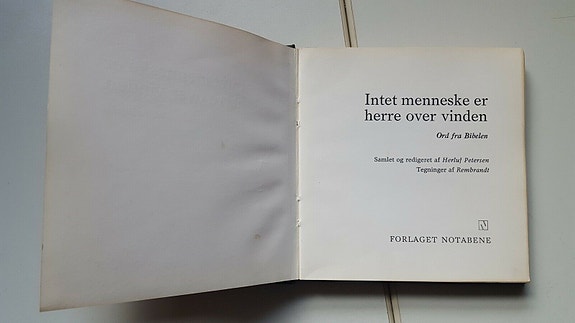 Intet menneske er
herre over vinden
Ord fra Bibelen
Samlet og redigeret af Herluf Petersen
Tegninger af Rembrandt
FORLAGET NOTABENE